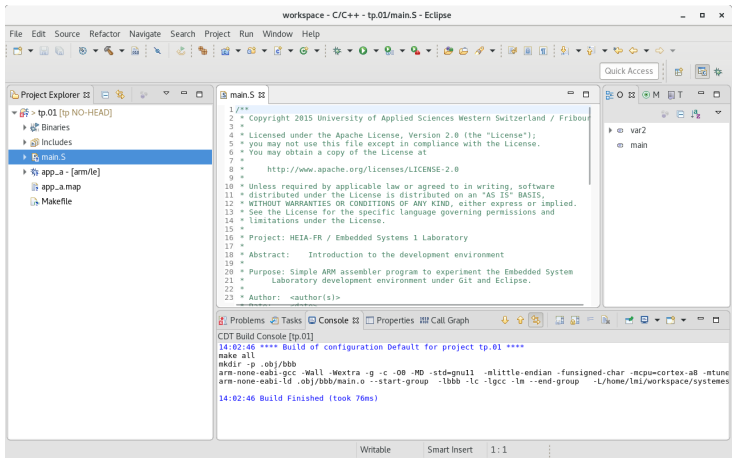 workspace - C/C++ - tp.01/main.S - Eclipse
File Edit Source Refactor Navigate Search Project Run Window Help
Quick Access
Project Explorer
main.S
O M T
> tp.01 [tp NO-HEAD]
Binaries
Includes
main.S
app_a - [arm/le]
app_a.map
Makefile
1 /**
2 * Copyright 2015 University of Applied Sciences Western Switzerland / Fribour
3 *
4 * Licensed under the Apache License, Version 2.0 (the "License");
5 * you may not use this file except in compliance with the License.
6 * You may obtain a copy of the License at
7 *
8 * http://www.apache.org/licenses/LICENSE-2.0
9 *
10 * Unless required by applicable law or agreed to in writing, software
11 * distributed under the License is distributed on an "AS IS" BASIS,
12 * WITHOUT WARRANTIES OR CONDITIONS OF ANY KIND, either express or implied.
13 * See the License for the specific language governing permissions and
14 * limitations under the License.
15 *
16 * Project: HEIA-FR / Embedded Systems 1 Laboratory
17 *
18 * Abstract: Introduction to the development environment
19 *
20 * Purpose: Simple ARM assembler program to experiment the Embedded System
21 * Laboratory development environment under Git and Eclipse.
22 *
23 * Author: <author(s)>
var2
main
Problems Tasks Console Properties Call Graph
CDT Build Console [tp.01]
14:02:46 **** Build of configuration Default for project tp.01 ****
make all
mkdir -p .obj/bbb
arm-none-eabi-gcc -Wall -Wextra -g -c -O0 -MD -std=gnu11 -mlittle-endian -funsigned-char -mcpu=cortex-a8 -mtune
arm-none-eabi-ld .obj/bbb/main.o --start-group -lbbb -lc -lgcc -lm --end-group -L/home/lmi/workspace/systemes
14:02:46 Build Finished (took 76ms)
Writable Smart Insert 1 : 1